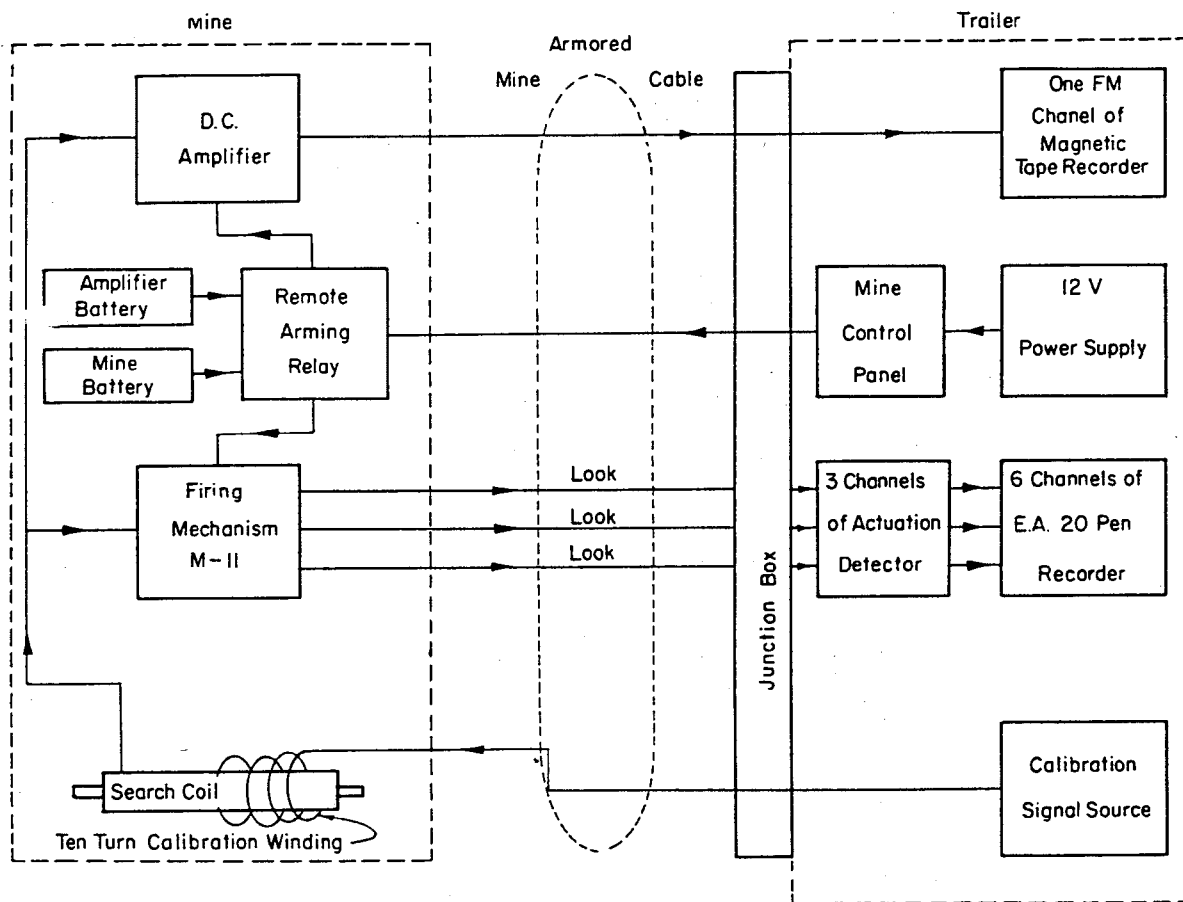 Mine
Trailer
Armored
Mine Cable
D.C.
Amplifier
One FM
Chanel of
Magnetic
Tape Recorder
Amplifier
Battery
Mine
Battery
Remote
Arming
Relay
Mine
Control
Panel
12 V
Power Supply
Firing
Mechanism
M-11
Look
Look
Look
Junction Box
3 Channels
of Actuation
Detector
6 Channels of
E.A. 20 Pen
Recorder
Search Coil
Ten Turn Calibration Winding
Calibration
Signal Source